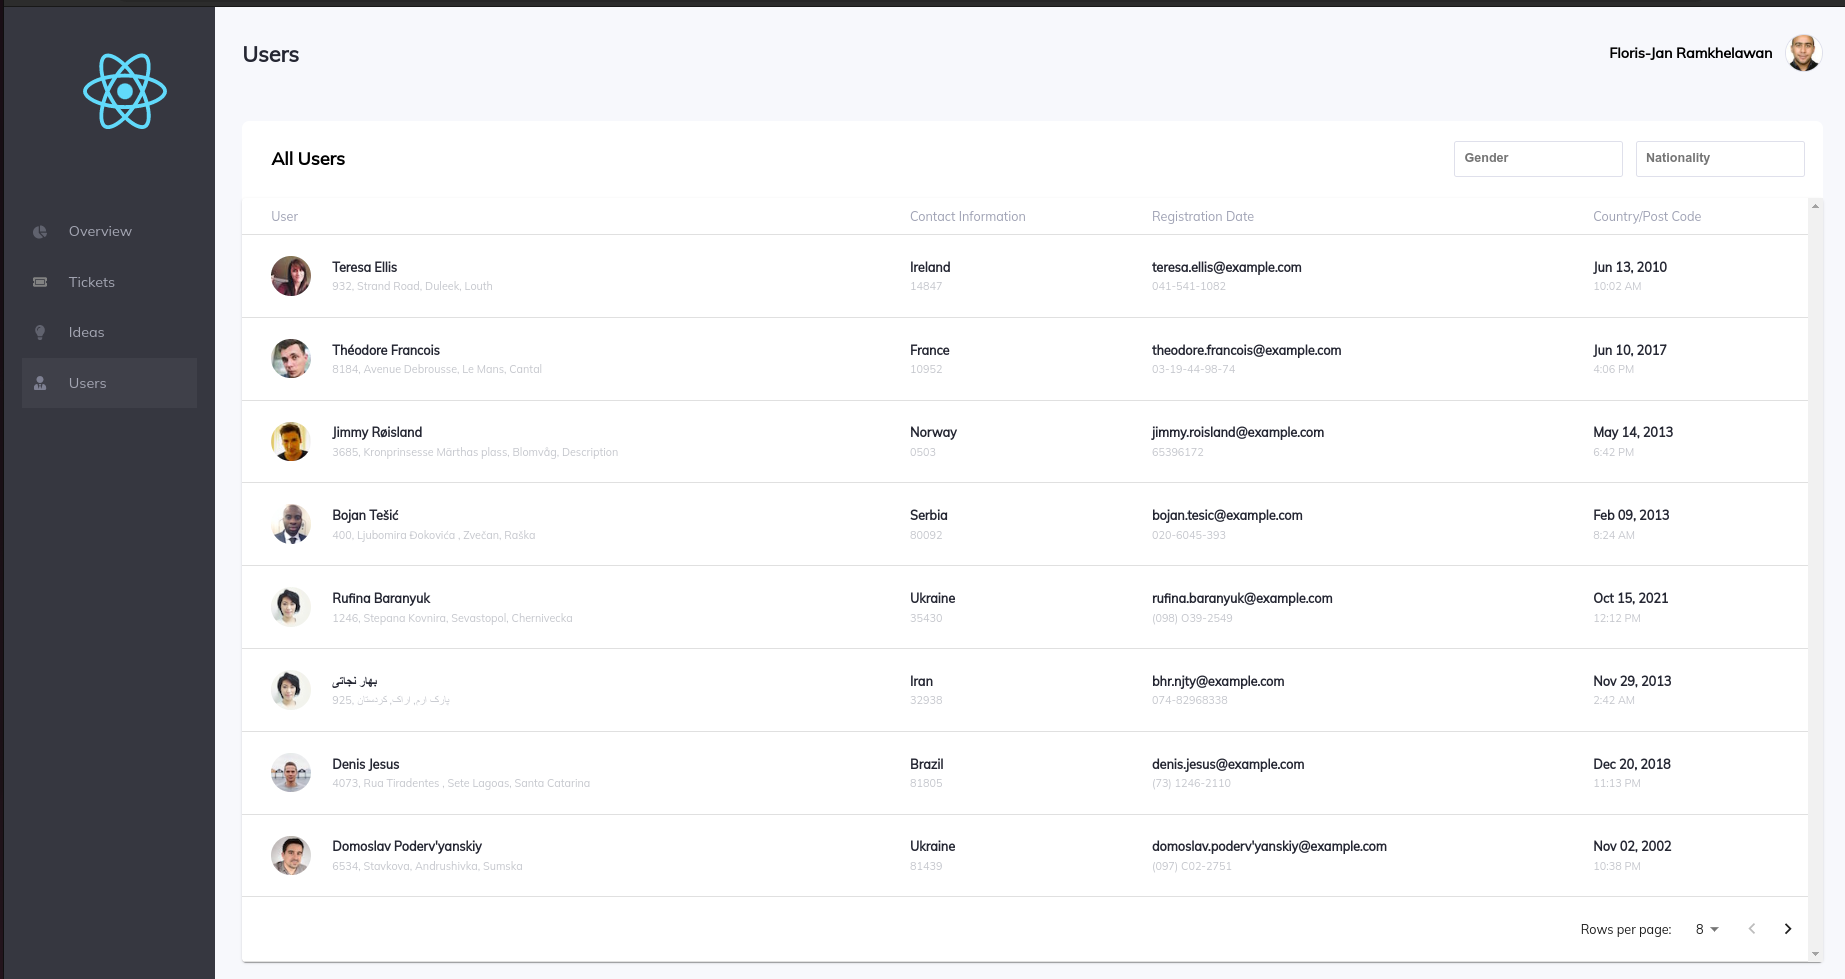 Users
Floris-Jan Ramkhelawan
All Users
Gender
Nationality
Overview
Tickets
Ideas
Users
User Contact Information Registration Date Country/Post Code
Teresa Ellis Ireland teresa.ellis@example.com Jun 13, 2010
932, Strand Road, Duleek, Louth 14847 041-541-1082 10:02 AM
Théodore Francois France theodore.francois@example.com Jun 10, 2017
8184, Avenue Debrousse, Le Mans, Cantal 10952 03-19-44-98-74 4:06 PM
Jimmy Røisland Norway jimmy.roisland@example.com May 14, 2013
3685, Kronprinsesse Märthas plass, Blomvåg, Description 0503 65396172 6:42 PM
Bojan Tešić Serbia bojan.tesic@example.com Feb 09, 2013
400, Ljubomira Đokovića , Zvečan, Raška 80092 020-6045-393 8:24 AM
Rufina Baranyuk Ukraine rufina.baranyuk@example.com Oct 15, 2021
1246, Stepana Kovnira, Sevastopol, Chernivecka 35430 (098) O39-2549 12:12 PM
بهار نجاتی Iran bhr.njty@example.com Nov 29, 2013
925, پارک ارم, اراک, کردستان 32938 074-82968338 2:42 AM
Denis Jesus Brazil denis.jesus@example.com Dec 20, 2018
4073, Rua Tiradentes , Sete Lagoas, Santa Catarina 81805 (73) 1246-2110 11:13 PM
Domoslav Poderv'yanskiy Ukraine domoslav.poderv'yanskiy@example.com Nov 02, 2002
6534, Stavkova, Andrushivka, Sumska 81439 (097) C02-2751 10:38 PM
Rows per page: 8